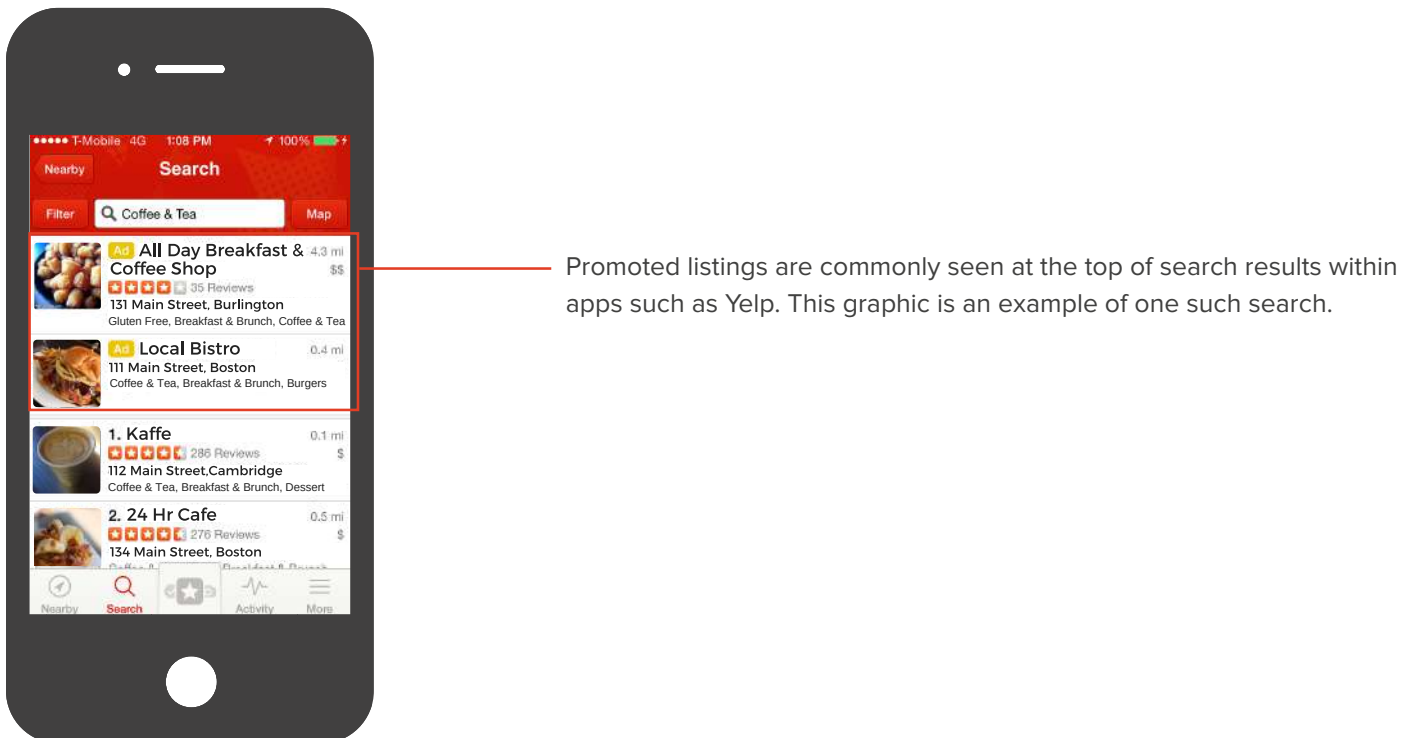 T-Mobile 4G 1:08 PM 100%
Nearby Search
Filter Coffee & Tea Map
Ad All Day Breakfast & 4.3 mi
Coffee Shop $$
35 Reviews
131 Main Street, Burlington
Gluten Free, Breakfast & Brunch, Coffee & Tea
Ad Local Bistro 0.4 mi
111 Main Street, Boston
Coffee & Tea, Breakfast & Brunch, Burgers
1. Kaffe 0.1 mi
286 Reviews $
112 Main Street,Cambridge
Coffee & Tea, Breakfast & Brunch, Dessert
2. 24 Hr Cafe 0.5 mi
276 Reviews $
134 Main Street, Boston
Nearby Search Activity More
Promoted listings are commonly seen at the top of search results within
apps such as Yelp. This graphic is an example of one such search.